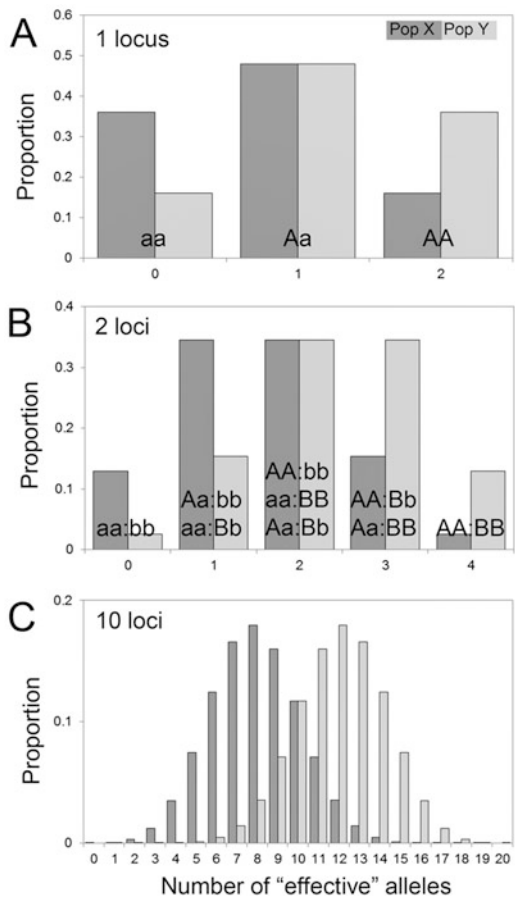 A
1 locus
Pop X Pop Y
Proportion
0.6
0.5
0.4
0.3
0.2
0.1
0
aa Aa AA
0 1 2
B
2 loci
Proportion
0.4
0.3
0.2
0.1
0
aa:bb
Aa:bb
aa:Bb
AA:bb
aa:BB
Aa:Bb
AA:Bb
Aa:BB
AA:BB
0 1 2 3 4
C
10 loci
Proportion
0.2
0.1
0
0 1 2 3 4 5 6 7 8 9 10 11 12 13 14 15 16 17 18 19 20
Number of "effective" alleles